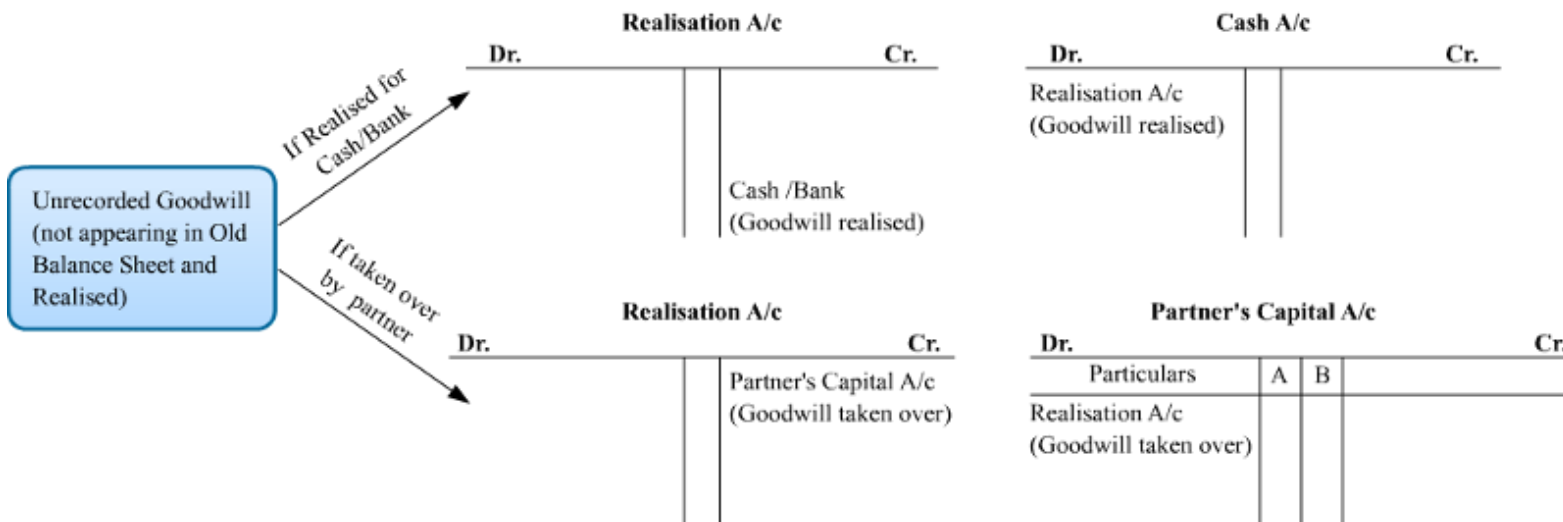 Realisation A/c
Dr.
Cr.
Cash /Bank
(Goodwill realised)
Cash A/c
Dr.
Cr.
Realisation A/c
(Goodwill realised)
If Realised for
Cash/Bank
Unrecorded Goodwill
(not appearing in Old
Balance Sheet and
Realised)
If taken over
by partner
Realisation A/c
Dr.
Cr.
Partner's Capital A/c
(Goodwill taken over)
Partner's Capital A/c
Dr.
Cr.
Particulars A B
Realisation A/c
(Goodwill taken over)